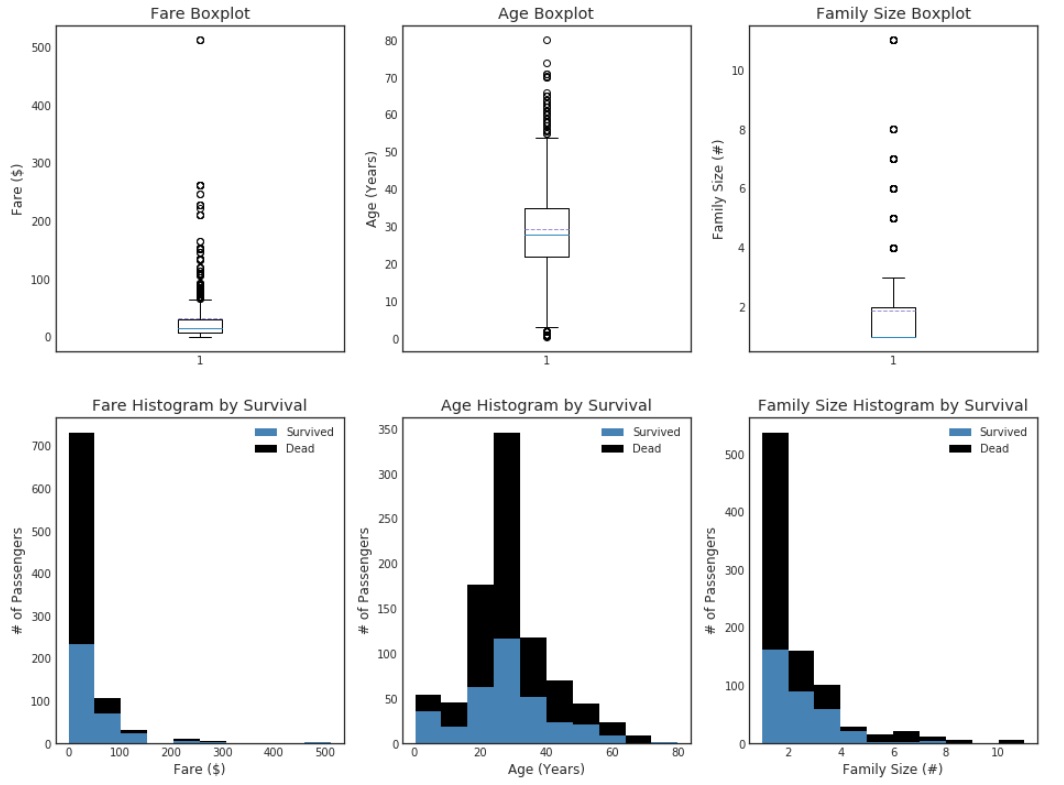 Fare Boxplot
Fare ($)
500
400
300
200
100
0
1
Age Boxplot
Age (Years)
80
70
60
50
40
30
20
10
0
1
Family Size Boxplot
Family Size (#)
10
8
6
4
2
1
Fare Histogram by Survival
# of Passengers
700
600
500
400
300
200
100
0
Survived
Dead
0 100 200 300 400 500
Fare ($)
Age Histogram by Survival
# of Passengers
350
300
250
200
150
100
50
0
Survived
Dead
0 20 40 60 80
Age (Years)
Family Size Histogram by Survival
# of Passengers
500
400
300
200
100
0
Survived
Dead
2 4 6 8 10
Family Size (#)